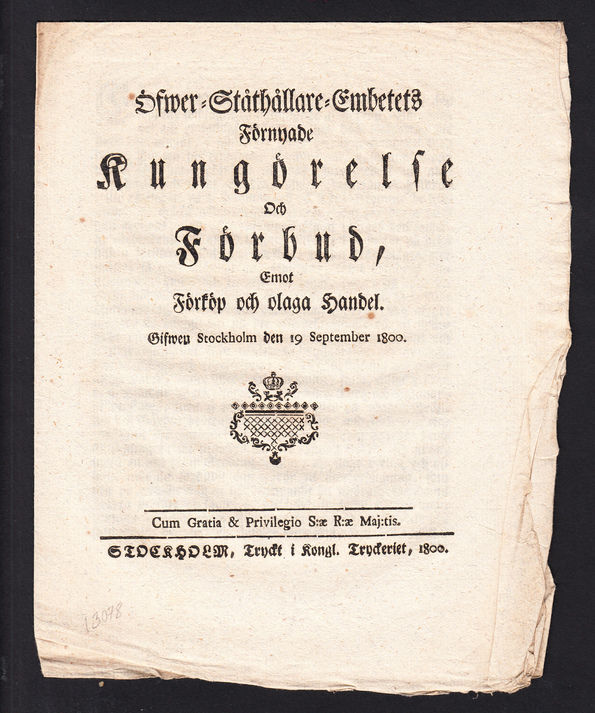 Öfwer-Ståthållare-Embetets
Förnyade
Kungörelse
Och
Förbud,
Emot
Förköp och olaga Handel.
Gifwen Stockholm den 19 September 1800.
Cum Gratia & Privilegio S:æ R:æ Maj:tis.
STOCKHOLM, Tryckt i Kongl. Tryckeriet, 1800.
13078